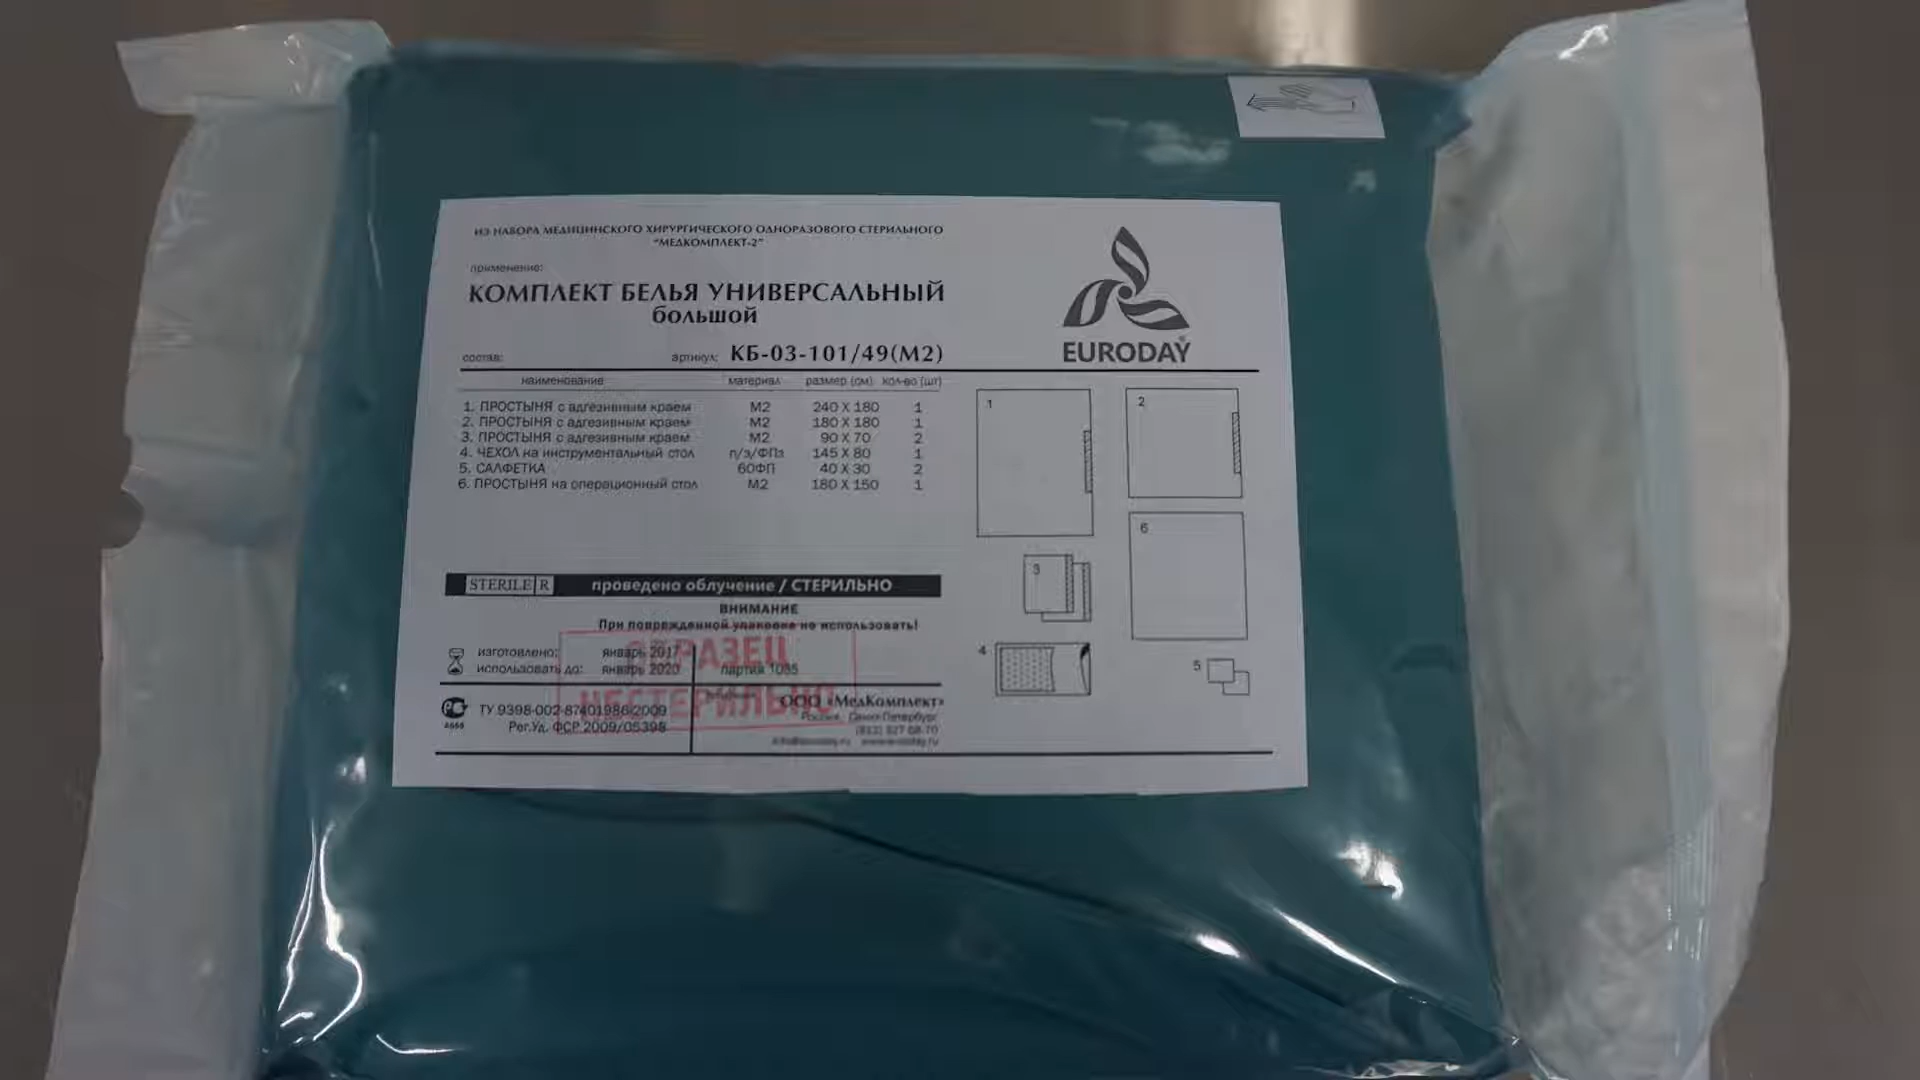 ИЗ НАБОРА МЕДИЦИНСКОГО ХИРУРГИЧЕСКОГО ОДНОРАЗОВОГО СТЕРИЛЬНОГО
"МЕДКОМПЛЕКТ-2"
применение:
КОМПЛЕКТ БЕЛЬЯ УНИВЕРСАЛЬНЫЙ
большой
EURODAY
состав: артикул: КБ-03-101/49(М2)
наименование материал размер (см) кол-во (шт)
1. ПРОСТЫНЯ с адгезивным краем М2 240 X 180 1
2. ПРОСТЫНЯ с адгезивным краем М2 180 X 180 1
3. ПРОСТЫНЯ с адгезивным краем М2 90 X 70 2
4. ЧЕХОЛ на инструментальный стол п/э/ФПз 145 X 80 1
5. САЛФЕТКА 60ФП 40 X 30 2
6. ПРОСТЫНЯ на операционный стол М2 180 X 150 1
1
2
6
3
4
5
STERILE R проведено облучение / СТЕРИЛЬНО
ВНИМАНИЕ
При поврежденной упаковке не использовать!
ОБРАЗЕЦ
НЕСТЕРИЛЬНО
изготовлено: январь 2017
использовать до: январь 2020 партия 1085
ТУ 9398-002-87401986-2009
Рег.Уд. ФСР 2009/05398
ООО «МедКомплект»
Россия, Санкт-Петербург